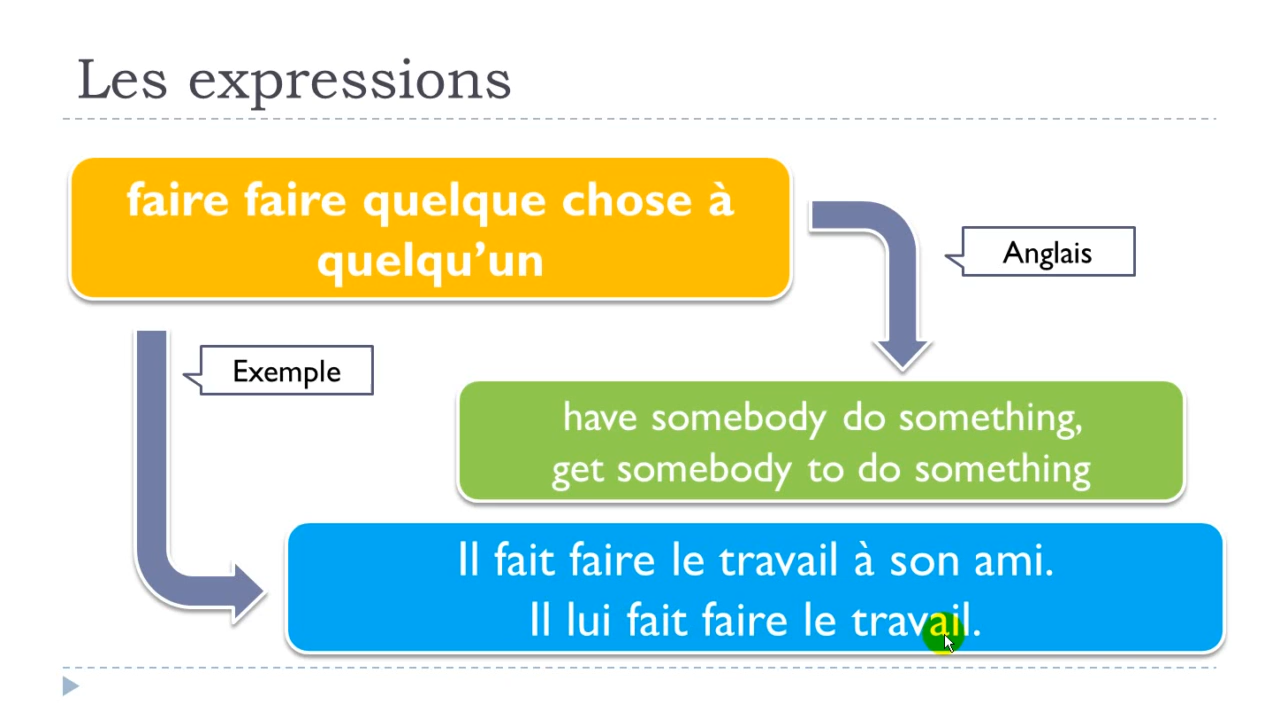 Les expressions
faire faire quelque chose à
quelqu’un
Anglais
Exemple
have somebody do something,
get somebody to do something
Il fait faire le travail à son ami.
Il lui fait faire le travail.